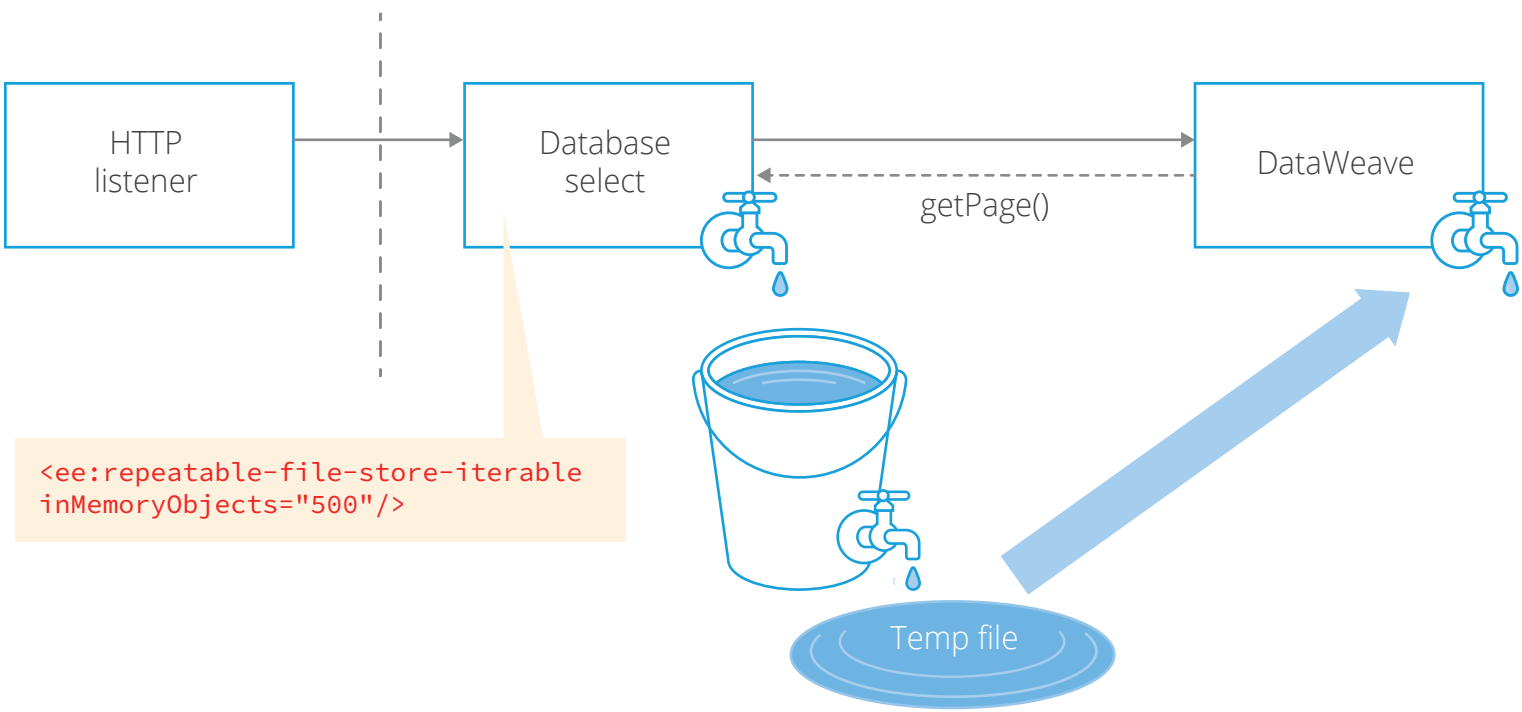 HTTP
listener
Database
select
DataWeave
getPage()
<ee:repeatable-file-store-iterable
inMemoryObjects="500"/>
Temp file